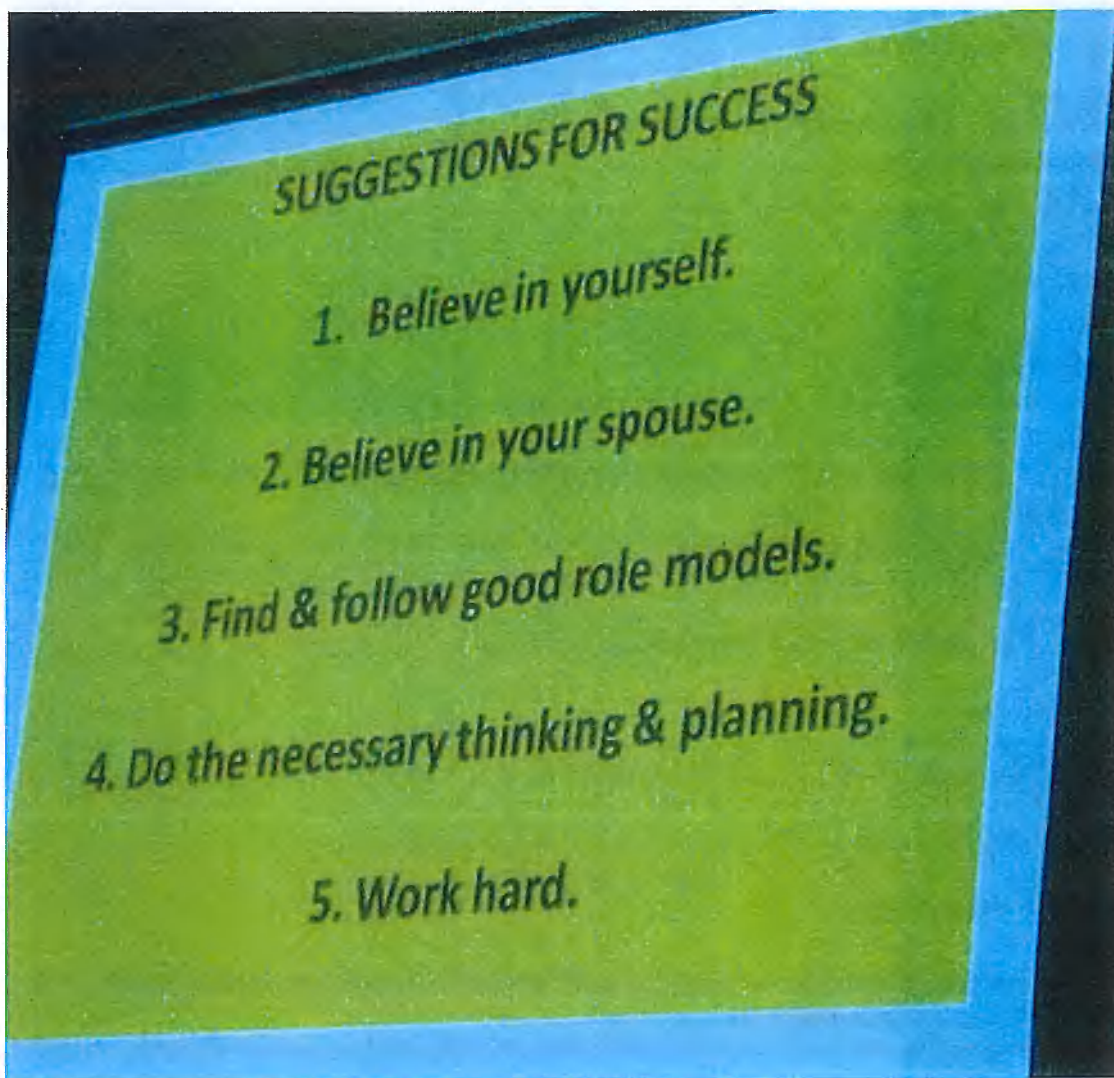 SUGGESTIONS FOR SUCCESS
1. Believe in yourself.
2. Believe in your spouse.
3. Find & follow good role models.
4. Do the necessary thinking & planning.
5. Work hard.